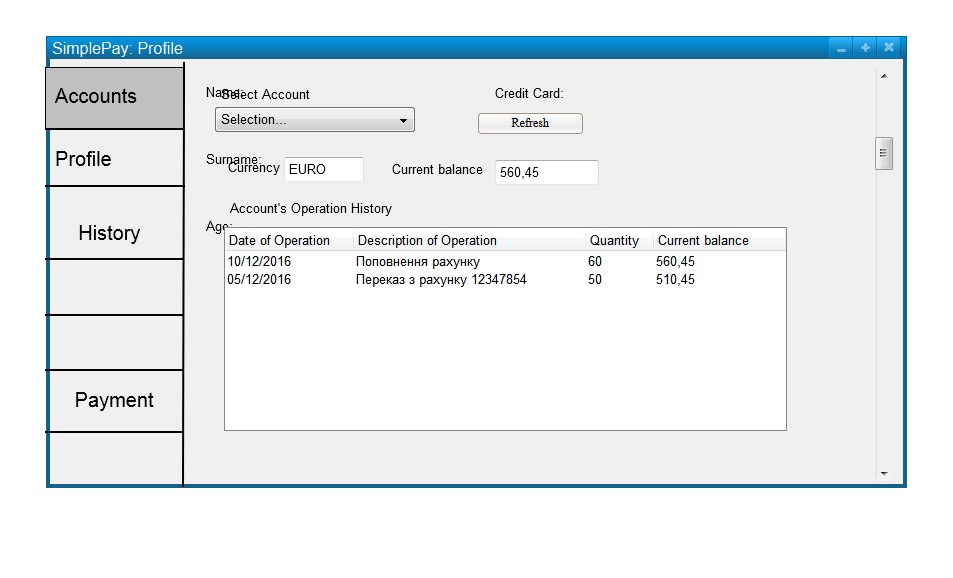 SimplePay: Profile
Accounts
Profile
History
Payment
Name:
Select Account
Credit Card:
Selection...
Refresh
Surname:
Currency EURO Current balance 560,45
Account's Operation History
Age:
Date of Operation Description of Operation Quantity Current balance
10/12/2016 Поповнення рахунку 60 560,45
05/12/2016 Переказ з рахунку 12347854 50 510,45